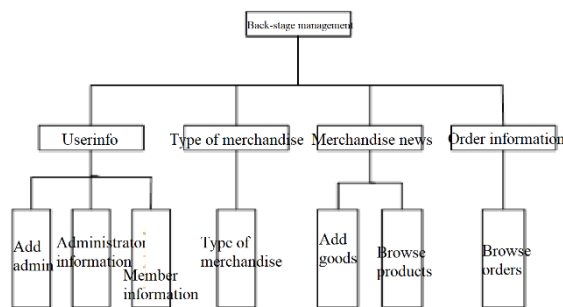 Back-stage management
Userinfo
Type of merchandise
Merchandise news
Order information
Add
admin
Administrator
information
Member
information
Type of
merchandise
Add
goods
Browse
products
Browse
orders